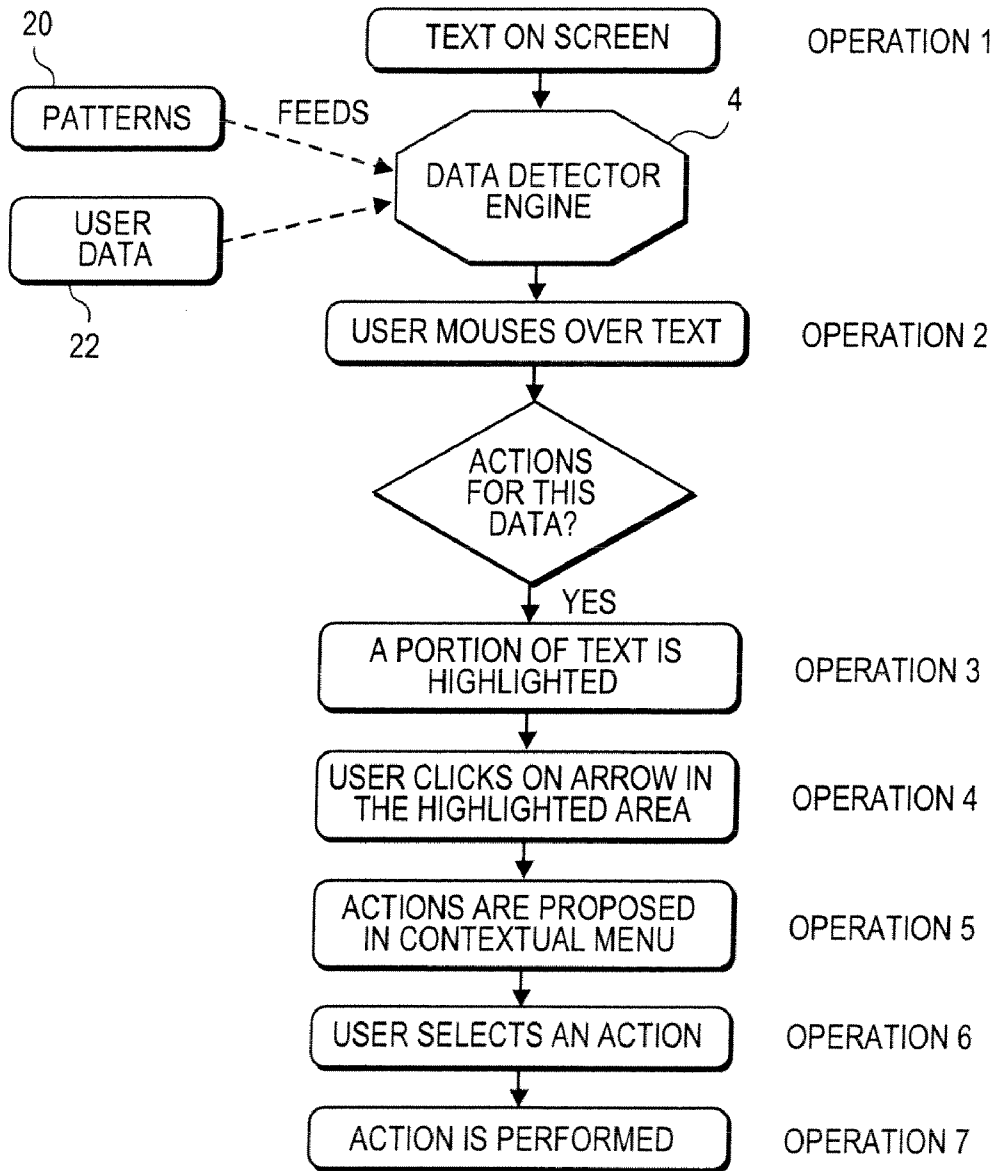 20
TEXT ON SCREEN
OPERATION 1
PATTERNS
FEEDS
4
DATA DETECTOR
ENGINE
USER
DATA
22
USER MOUSES OVER TEXT
OPERATION 2
ACTIONS
FOR THIS
DATA?
YES
A PORTION OF TEXT IS
HIGHLIGHTED
OPERATION 3
USER CLICKS ON ARROW IN
THE HIGHLIGHTED AREA
OPERATION 4
ACTIONS ARE PROPOSED
IN CONTEXTUAL MENU
OPERATION 5
USER SELECTS AN ACTION
OPERATION 6
ACTION IS PERFORMED
OPERATION 7